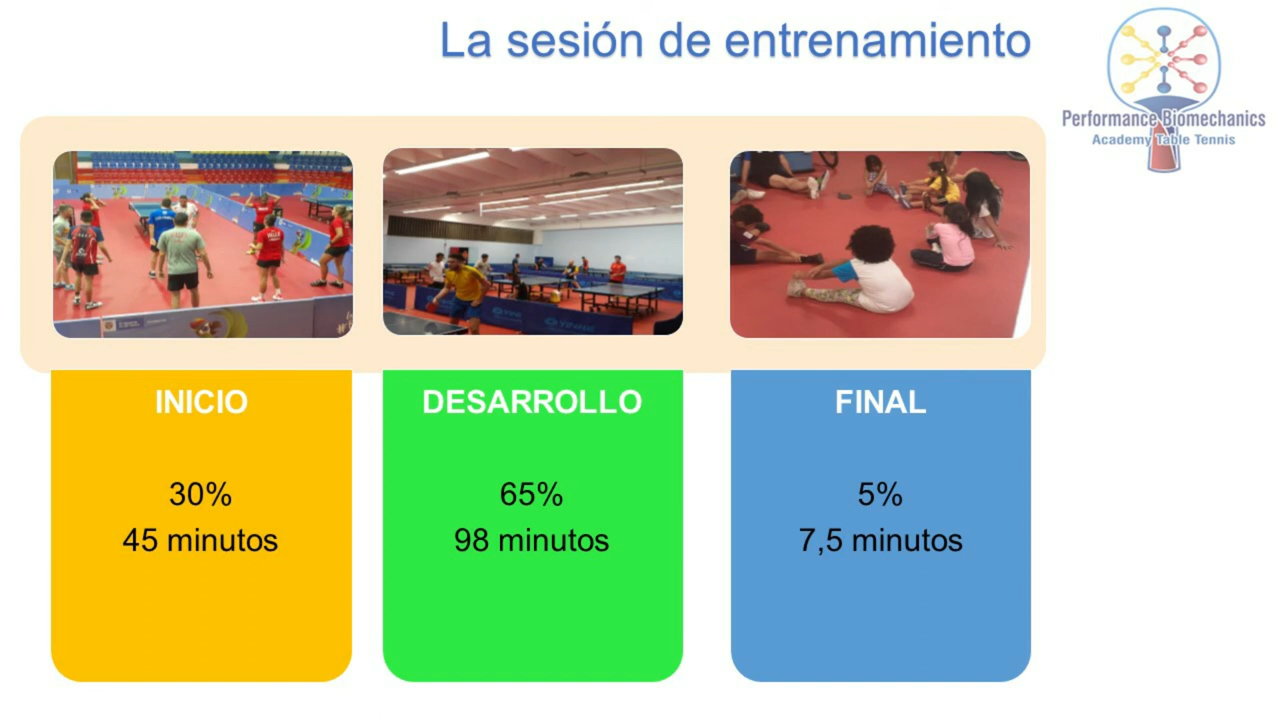 La sesión de entrenamiento
Performance Biomechanics
Academy Table Tennis
INICIO
30%
45 minutos
DESARROLLO
65%
98 minutos
FINAL
5%
7,5 minutos